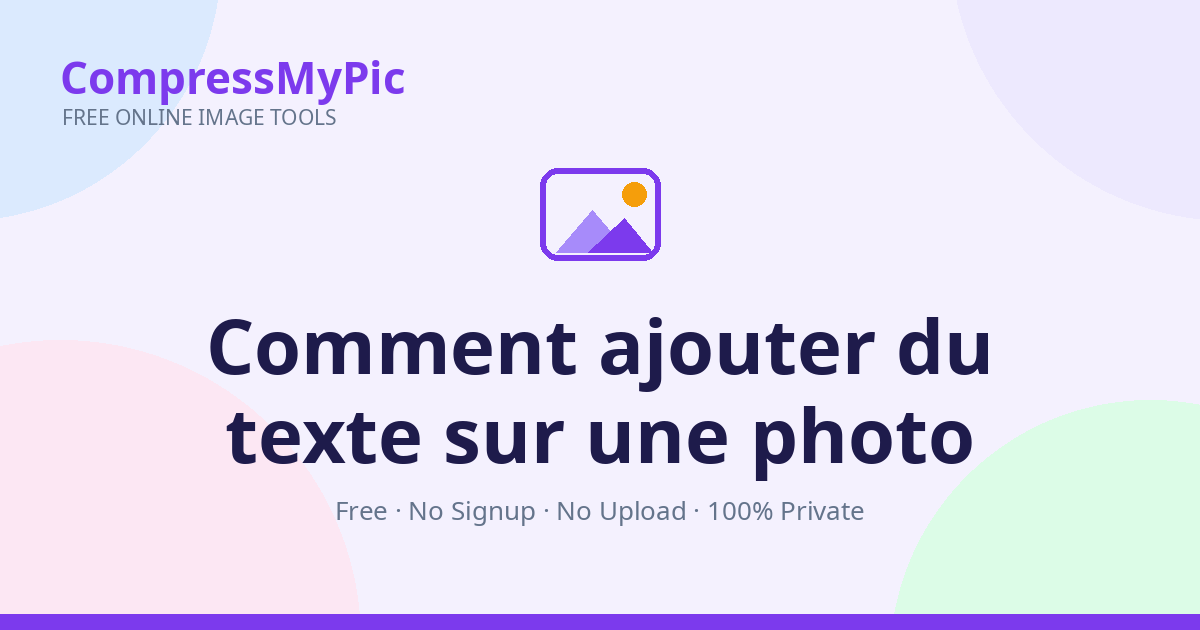 CompressMyPic
FREE ONLINE IMAGE TOOLS
Comment ajouter du
texte sur une photo
Free · No Signup · No Upload · 100% Private